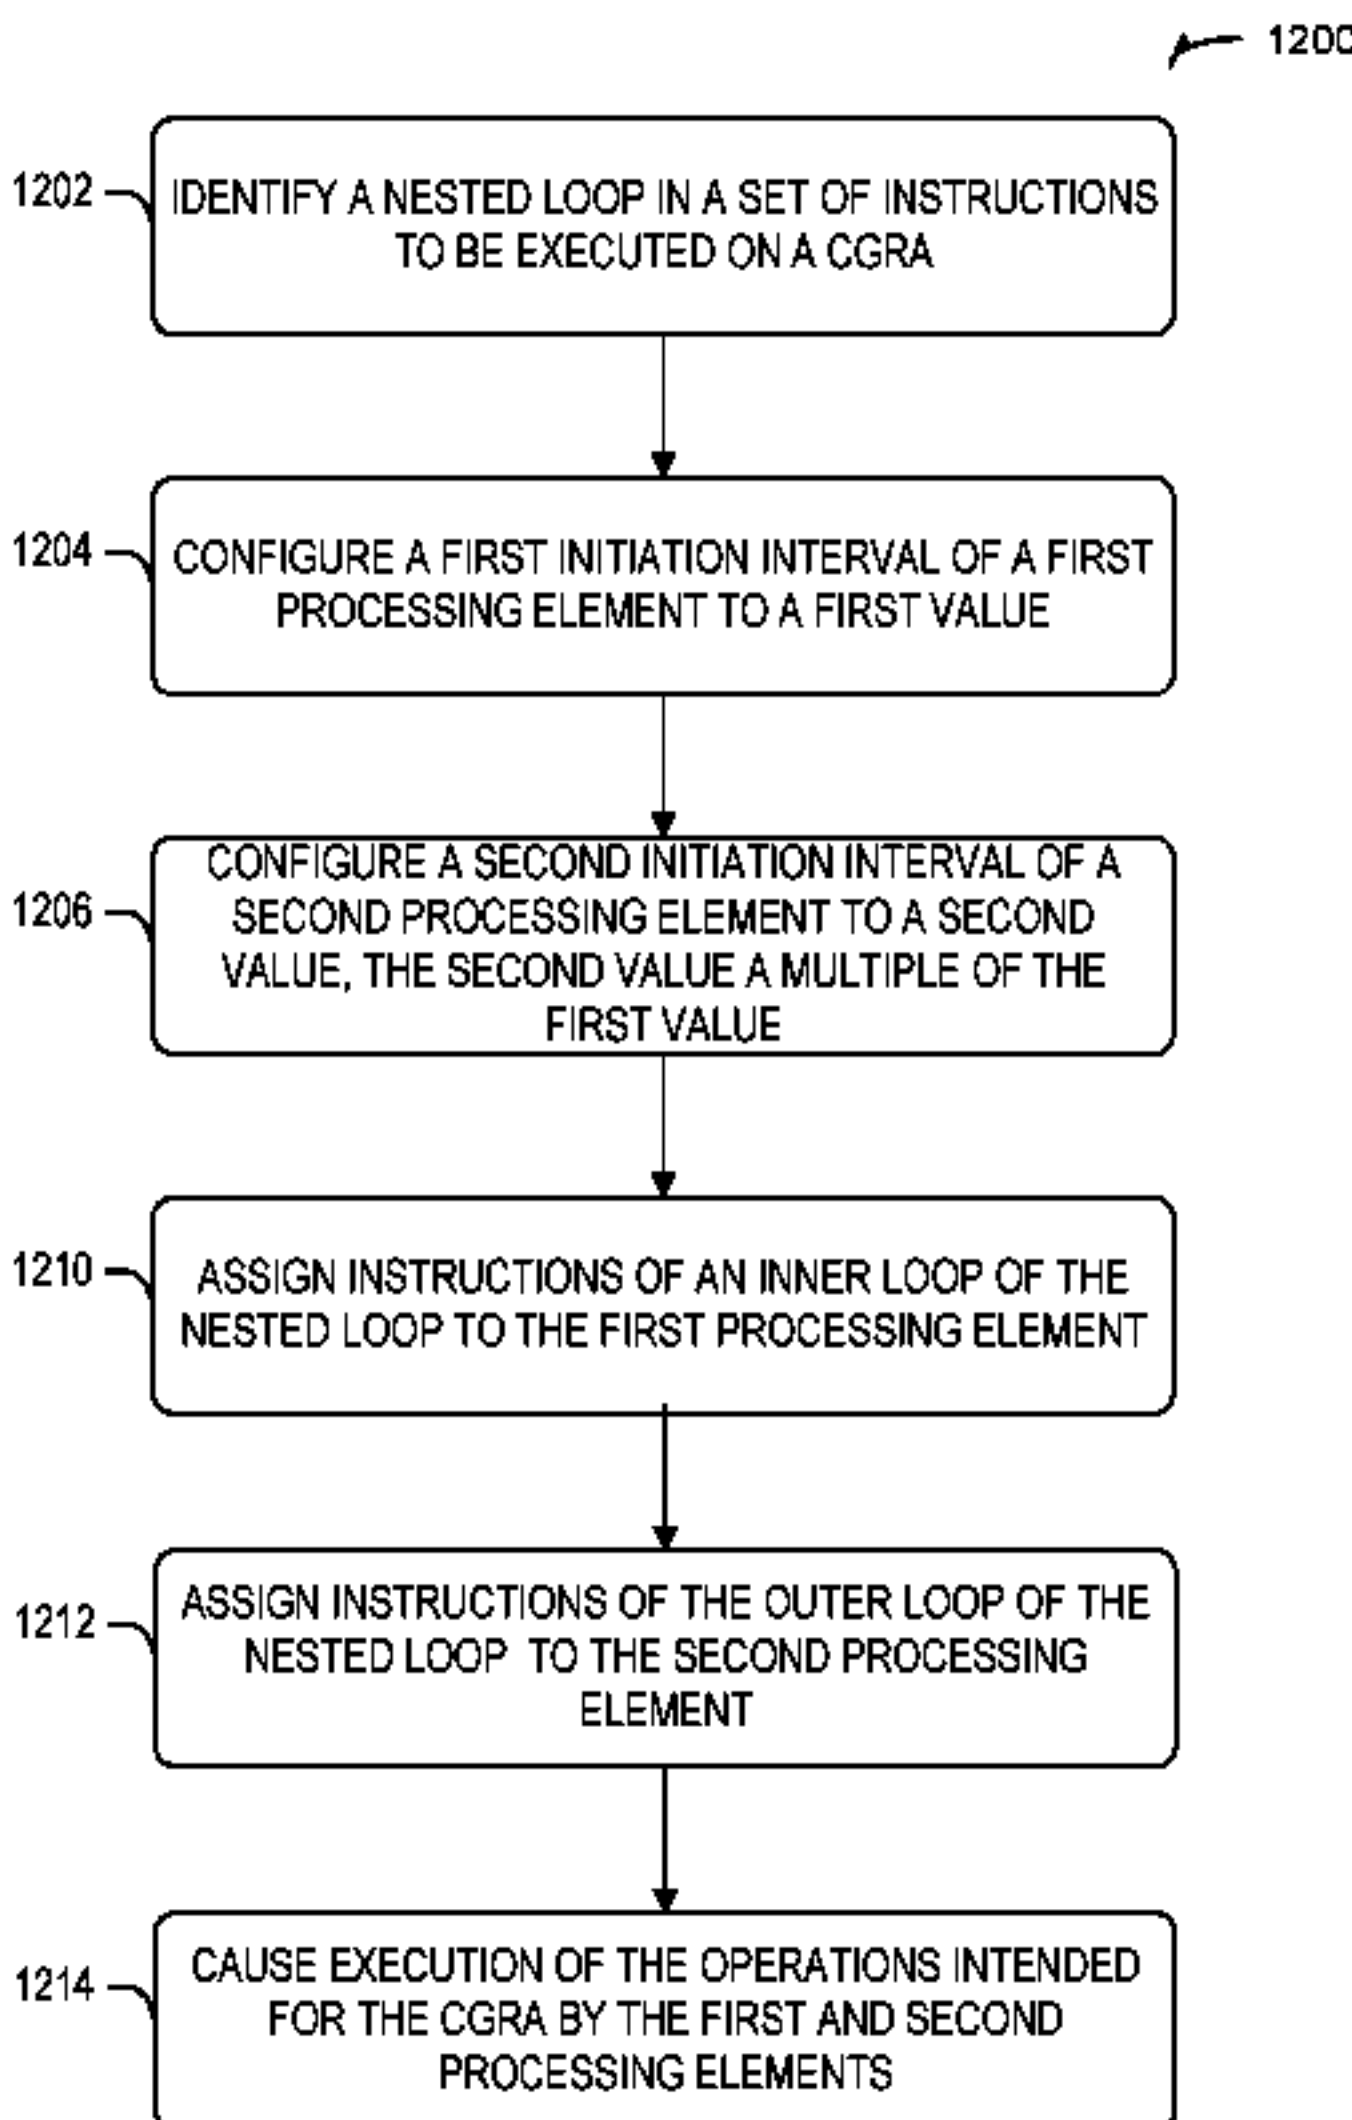 1200
1202
IDENTIFY A NESTED LOOP IN A SET OF INSTRUCTIONS
TO BE EXECUTED ON A CGRA
1204
CONFIGURE A FIRST INITIATION INTERVAL OF A FIRST
PROCESSING ELEMENT TO A FIRST VALUE
1206
CONFIGURE A SECOND INITIATION INTERVAL OF A
SECOND PROCESSING ELEMENT TO A SECOND
VALUE, THE SECOND VALUE A MULTIPLE OF THE
FIRST VALUE
1210
ASSIGN INSTRUCTIONS OF AN INNER LOOP OF THE
NESTED LOOP TO THE FIRST PROCESSING ELEMENT
1212
ASSIGN INSTRUCTIONS OF THE OUTER LOOP OF THE
NESTED LOOP TO THE SECOND PROCESSING
ELEMENT
1214
CAUSE EXECUTION OF THE OPERATIONS INTENDED
FOR THE CGRA BY THE FIRST AND SECOND
PROCESSING ELEMENTS